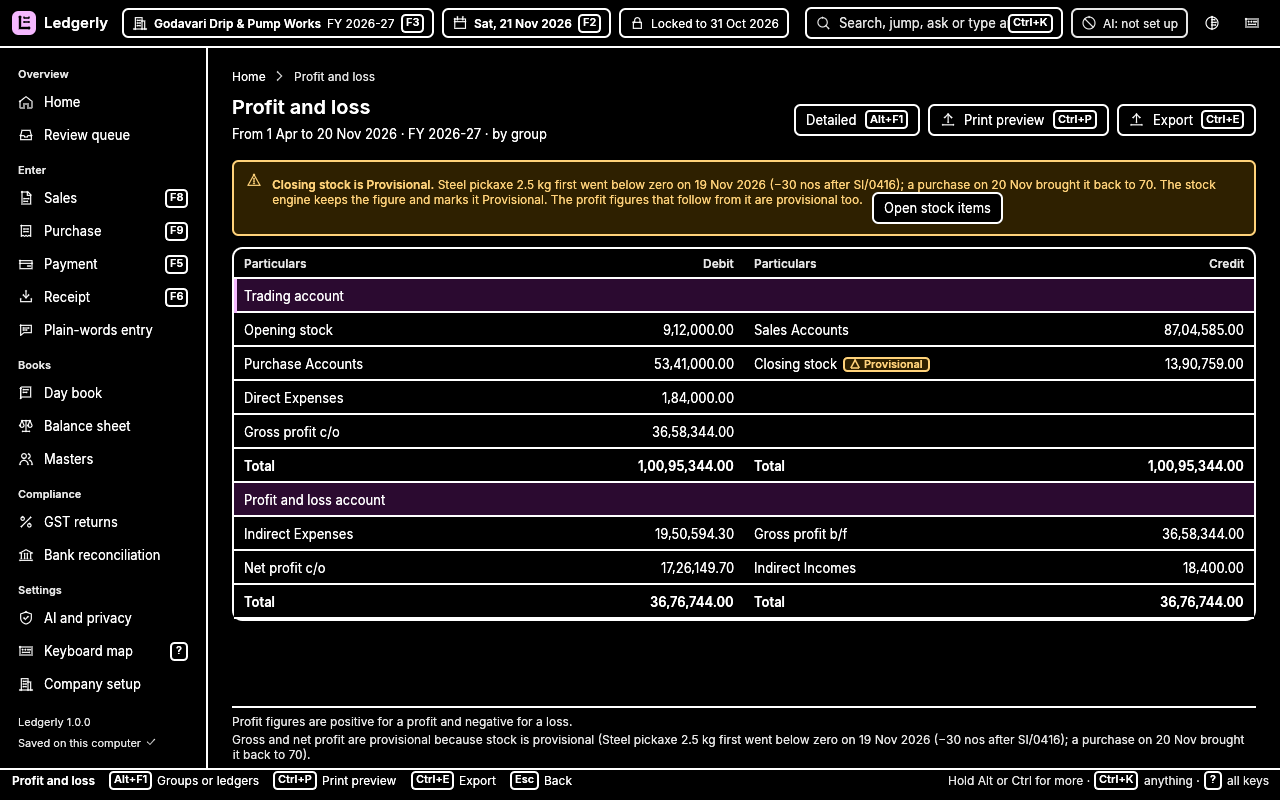 Ledgerly
Godavari Drip & Pump Works FY 2026-27 F3
Sat, 21 Nov 2026 F2
Locked to 31 Oct 2026
Search, jump, ask or type a Ctrl+K
AI: not set up
Overview
Home
Review queue
Enter
Sales F8
Purchase F9
Payment F5
Receipt F6
Plain-words entry
Books
Day book
Balance sheet
Masters
Compliance
GST returns
Bank reconciliation
Settings
AI and privacy
Keyboard map ?
Company setup
Ledgerly 1.0.0
Saved on this computer
Home Profit and loss
Profit and loss
From 1 Apr to 20 Nov 2026 · FY 2026-27 · by group
Detailed Alt+F1
Print preview Ctrl+P
Export Ctrl+E
Closing stock is Provisional. Steel pickaxe 2.5 kg first went below zero on 19 Nov 2026 (−30 nos after SI/0416); a purchase on 20 Nov brought it back to 70. The stock
engine keeps the figure and marks it Provisional. The profit figures that follow from it are provisional too. Open stock items
Particulars Debit Particulars Credit
Trading account
Opening stock 9,12,000.00 Sales Accounts 87,04,585.00
Purchase Accounts 53,41,000.00 Closing stock Provisional 13,90,759.00
Direct Expenses 1,84,000.00
Gross profit c/o 36,58,344.00
Total 1,00,95,344.00 Total 1,00,95,344.00
Profit and loss account
Indirect Expenses 19,50,594.30 Gross profit b/f 36,58,344.00
Net profit c/o 17,26,149.70 Indirect Incomes 18,400.00
Total 36,76,744.00 Total 36,76,744.00
Profit figures are positive for a profit and negative for a loss.
Gross and net profit are provisional because stock is provisional (Steel pickaxe 2.5 kg first went below zero on 19 Nov 2026 (−30 nos after SI/0416); a purchase on 20 Nov brought
it back to 70).
Profit and loss Alt+F1 Groups or ledgers Ctrl+P Print preview Ctrl+E Export Esc Back
Hold Alt or Ctrl for more · Ctrl+K anything · ? all keys